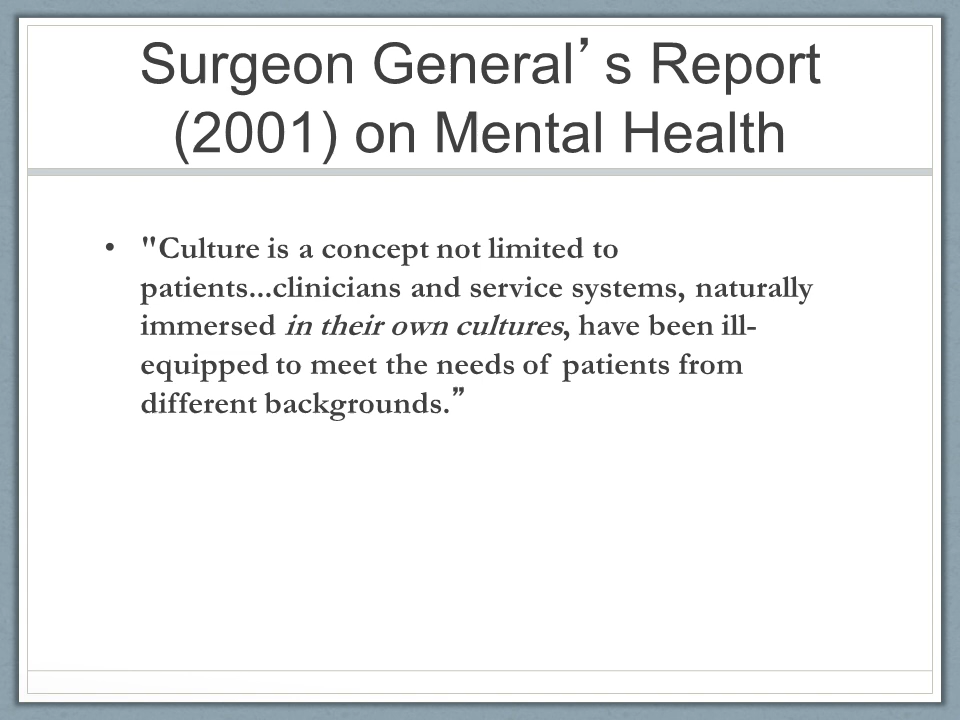 Surgeon General’s Report
(2001) on Mental Health
• "Culture is a concept not limited to
patients...clinicians and service systems, naturally
immersed in their own cultures, have been ill-
equipped to meet the needs of patients from
different backgrounds.”